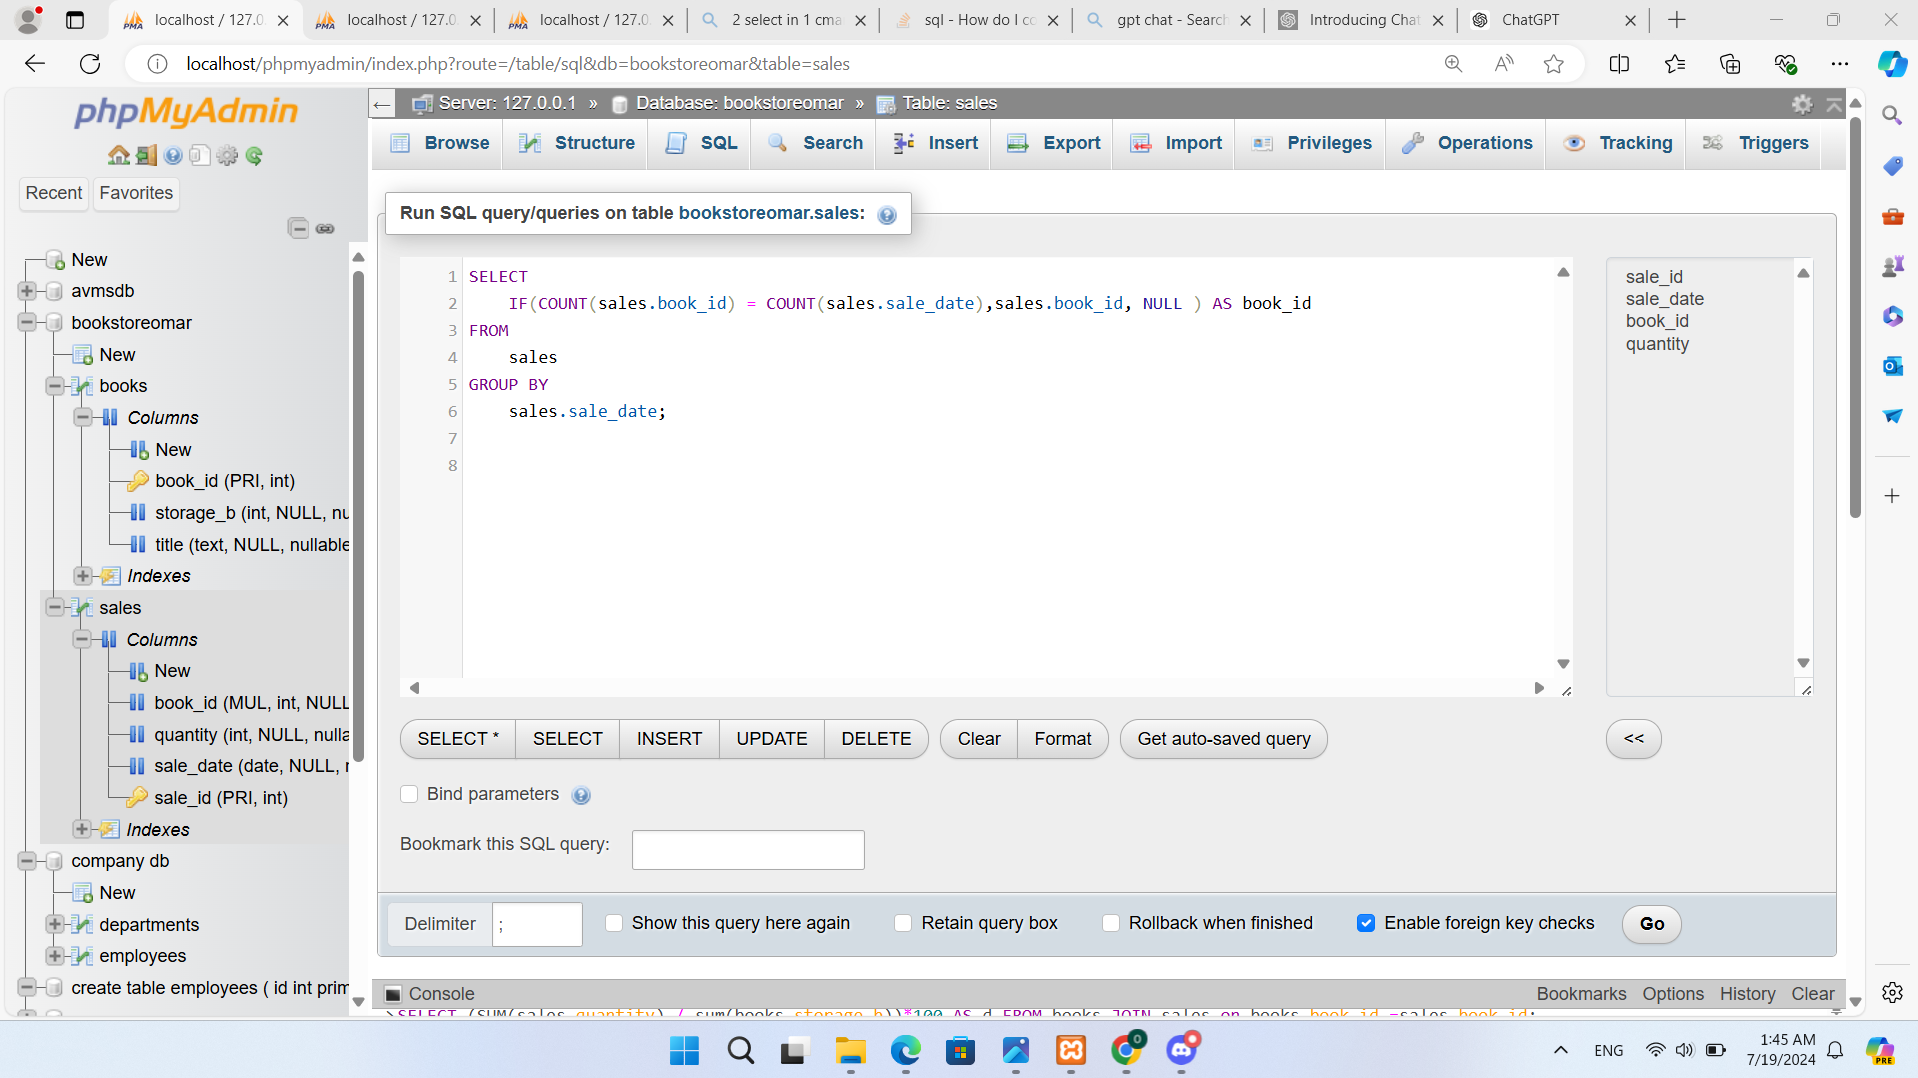 localhost / 127.0.
localhost / 127.0.
localhost / 127.0.
2 select in 1 cma
sql - How do I co
gpt chat - Search
Introducing Chat
ChatGPT
localhost/phpmyadmin/index.php?route=/table/sql&db=bookstoreomar&table=sales
phpMyAdmin
Recent
Favorites
New
avmsdb
bookstoreomar
New
books
Columns
New
book_id (PRI, int)
storage_b (int, NULL, nu
title (text, NULL, nullable
Indexes
sales
Columns
New
book_id (MUL, int, NULL
quantity (int, NULL, nulla
sale_date (date, NULL, r
sale_id (PRI, int)
Indexes
company db
New
departments
employees
create table employees ( id int prim
Server: 127.0.0.1 » Database: bookstoreomar » Table: sales
Browse
Structure
SQL
Search
Insert
Export
Import
Privileges
Operations
Tracking
Triggers
Run SQL query/queries on table bookstoreomar.sales:
1 SELECT
2 IF(COUNT(sales.book_id) = COUNT(sales.sale_date),sales.book_id, NULL ) AS book_id
3 FROM
4 sales
5 GROUP BY
6 sales.sale_date;
7
8
sale_id
sale_date
book_id
quantity
SELECT *
SELECT
INSERT
UPDATE
DELETE
Clear
Format
Get auto-saved query
<<
Bind parameters
Bookmark this SQL query:
Delimiter
;
Show this query here again
Retain query box
Rollback when finished
Enable foreign key checks
Go
Console
Bookmarks
Options
History
Clear
>SELECT (SUM(sales.quantity) / sum(books.storage_b))*100 AS d FROM books JOIN sales on books.book_id =sales.book_id;
0
ENG
1:45 AM
7/19/2024
PRE